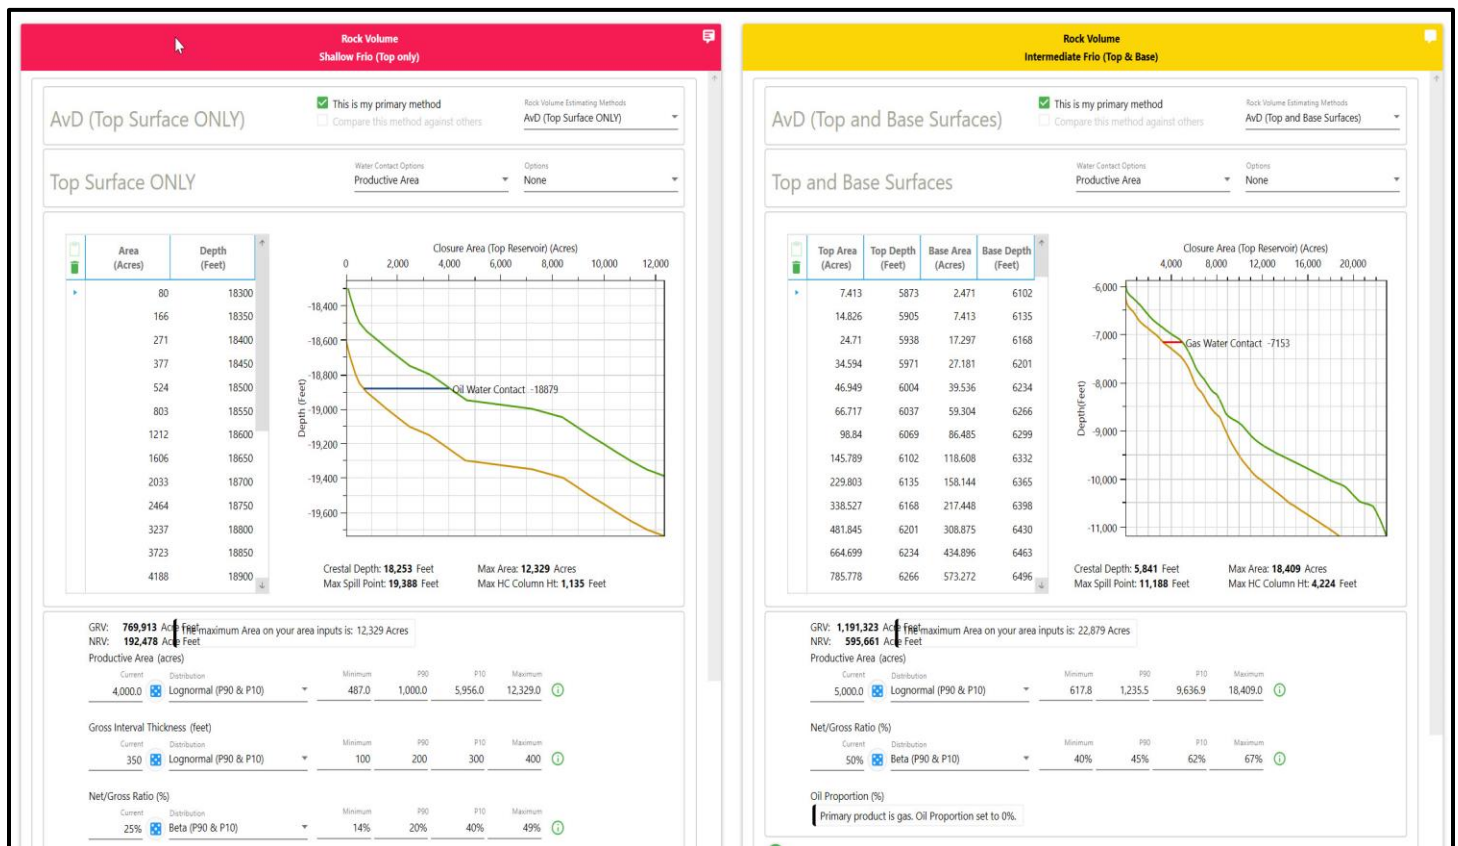 Rock Volume
Shallow Frio (Top only)
AvD (Top Surface ONLY)
This is my primary method
Compare this method against others
Rock Volume Estimating Methods
AvD (Top Surface ONLY)
Top Surface ONLY
Water Contact Options
Productive Area
Options
None
Area (Acres) Depth (Feet)
80 18300
166 18350
271 18400
377 18450
524 18500
803 18550
1212 18600
1606 18650
2033 18700
2464 18750
3237 18800
3723 18850
4188 18900
Closure Area (Top Reservoir) (Acres)
0 2,000 4,000 6,000 8,000 10,000 12,000
Depth (Feet)
-18,400
-18,600
-18,800
-19,000
-19,200
-19,400
-19,600
Oil Water Contact -18879
Crestal Depth: 18,253 Feet Max Area: 12,329 Acres
Max Spill Point: 19,388 Feet Max HC Column Ht: 1,135 Feet
GRV: 769,913 Acre Feet
NRV: 192,478 Acre Feet
The maximum Area on your area inputs is: 12,329 Acres
Productive Area (acres)
Current Distribution Minimum P90 P10 Maximum
4,000.0 Lognormal (P90 & P10) 487.0 1,000.0 5,956.0 12,329.0
Gross Interval Thickness (feet)
Current Distribution Minimum P90 P10 Maximum
350 Lognormal (P90 & P10) 100 200 300 400
Net/Gross Ratio (%)
Current Distribution Minimum P90 P10 Maximum
25% Beta (P90 & P10) 14% 20% 40% 49%
Rock Volume
Intermediate Frio (Top & Base)
AvD (Top and Base Surfaces)
This is my primary method
Compare this method against others
Rock Volume Estimating Methods
AvD (Top and Base Surfaces)
Top and Base Surfaces
Water Contact Options
Productive Area
Options
None
Top Area (Acres) Top Depth (Feet) Base Area (Acres) Base Depth (Feet)
7.413 5873 2.471 6102
14.826 5905 7.413 6135
24.71 5938 17.297 6168
34.594 5971 27.181 6201
46.949 6004 39.536 6234
66.717 6037 59.304 6266
98.84 6069 86.485 6299
145.789 6102 118.608 6332
229.803 6135 158.144 6365
338.527 6168 217.448 6398
481.845 6201 308.875 6430
664.699 6234 434.896 6463
785.778 6266 573.272 6496
Closure Area (Top Reservoir) (Acres)
4,000 8,000 12,000 16,000 20,000
Depth(Feet)
-6,000
-7,000
-8,000
-9,000
-10,000
-11,000
Gas Water Contact -7153
Crestal Depth: 5,841 Feet Max Area: 18,409 Acres
Max Spill Point: 11,188 Feet Max HC Column Ht: 4,224 Feet
GRV: 1,191,323 Acre Feet
NRV: 595,661 Acre Feet
The maximum Area on your area inputs is: 22,879 Acres
Productive Area (acres)
Current Distribution Minimum P90 P10 Maximum
5,000.0 Lognormal (P90 & P10) 617.8 1,235.5 9,636.9 18,409.0
Net/Gross Ratio (%)
Current Distribution Minimum P90 P10 Maximum
50% Beta (P90 & P10) 40% 45% 62% 67%
Oil Proportion (%)
Primary product is gas. Oil Proportion set to 0%.